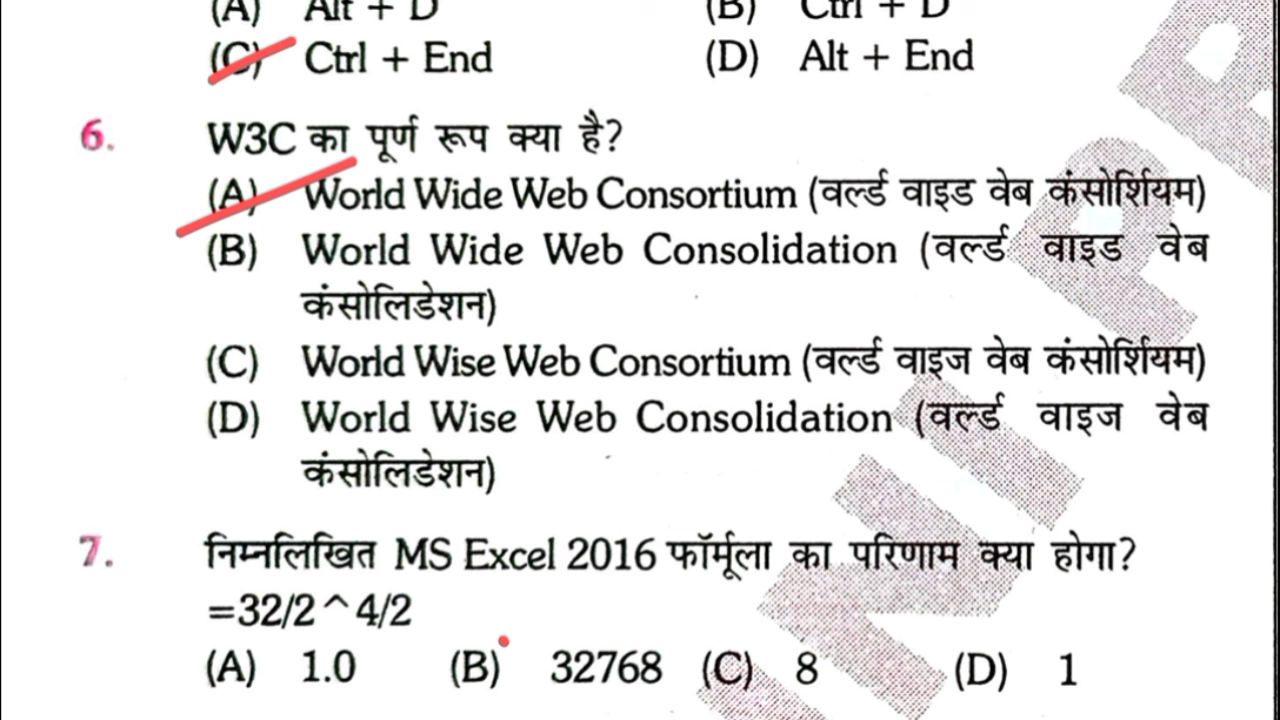 (A) Alt + D (B) Ctrl + D
(C) Ctrl + End (D) Alt + End
6. W3C का पूर्ण रूप क्या है?
(A) World Wide Web Consortium (वर्ल्ड वाइड वेब कंसोर्शियम)
(B) World Wide Web Consolidation (वर्ल्ड वाइड वेब
कंसोलिडेशन)
(C) World Wise Web Consortium (वर्ल्ड वाइज वेब कंसोर्शियम)
(D) World Wise Web Consolidation (वर्ल्ड वाइज वेब
कंसोलिडेशन)
7. निम्नलिखित MS Excel 2016 फॉर्मूला का परिणाम क्या होगा?
=32/2^4/2
(A) 1.0 (B) 32768 (C) 8 (D) 1